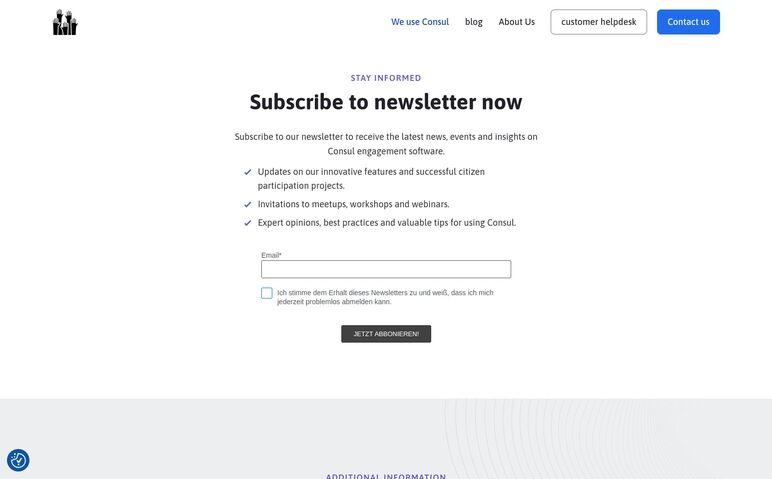 We use Consul
blog
About Us
customer helpdesk
Contact us
STAY INFORMED
Subscribe to newsletter now
Subscribe to our newsletter to receive the latest news, events and insights on
Consul engagement software.
Updates on our innovative features and successful citizen
participation projects.
Invitations to meetups, workshops and webinars.
Expert opinions, best practices and valuable tips for using Consul.
Email*
Ich stimme dem Erhalt dieses Newsletters zu und weiß, dass ich mich
jederzeit problemlos abmelden kann.
JETZT ABBONIEREN!
ADDITIONAL INFORMATION